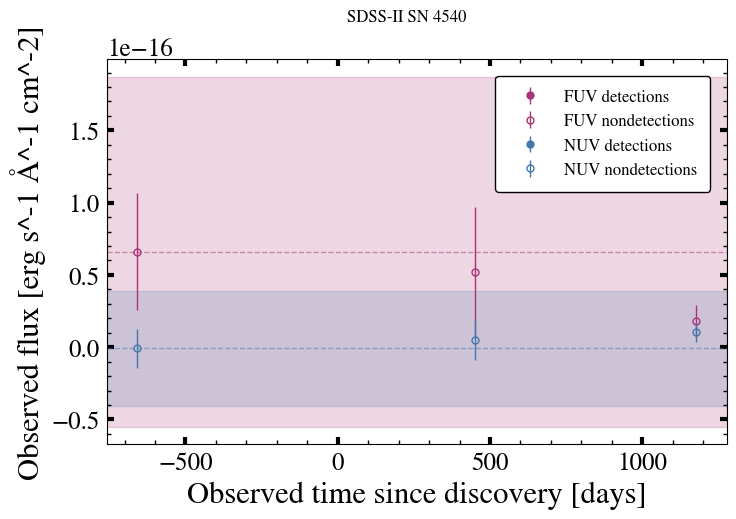 SDSS-II SN 4540
1e−16
Observed flux [erg s^-1 Å^-1 cm^-2]
1.5
1.0
0.5
0.0
−0.5
FUV detections
FUV nondetections
NUV detections
NUV nondetections
−500 0 500 1000
Observed time since discovery [days]